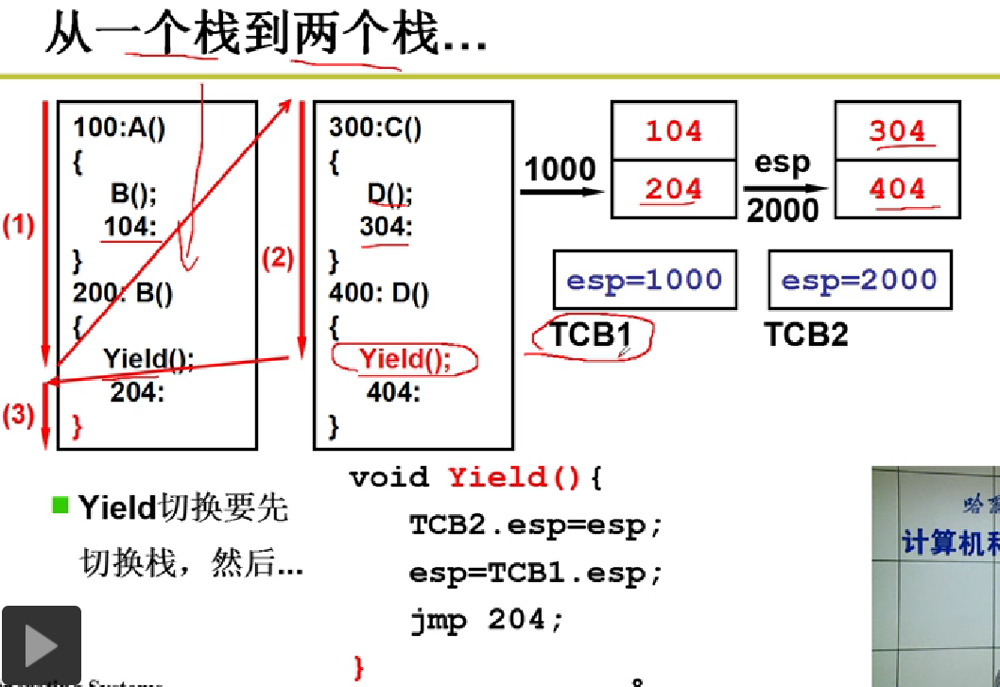 从一个栈到两个栈...
100:A()
{
B();
104:
}
200: B()
{
Yield();
204:
}
(1)
(2)
(3)
300:C()
{
D();
304:
}
400: D()
{
Yield();
404:
}
1000
104
204
esp
2000
304
404
esp=1000
TCB1
esp=2000
TCB2
Yield切换要先
切换栈，然后...
void Yield(){
TCB2.esp=esp;
esp=TCB1.esp;
jmp 204;
}
计算机